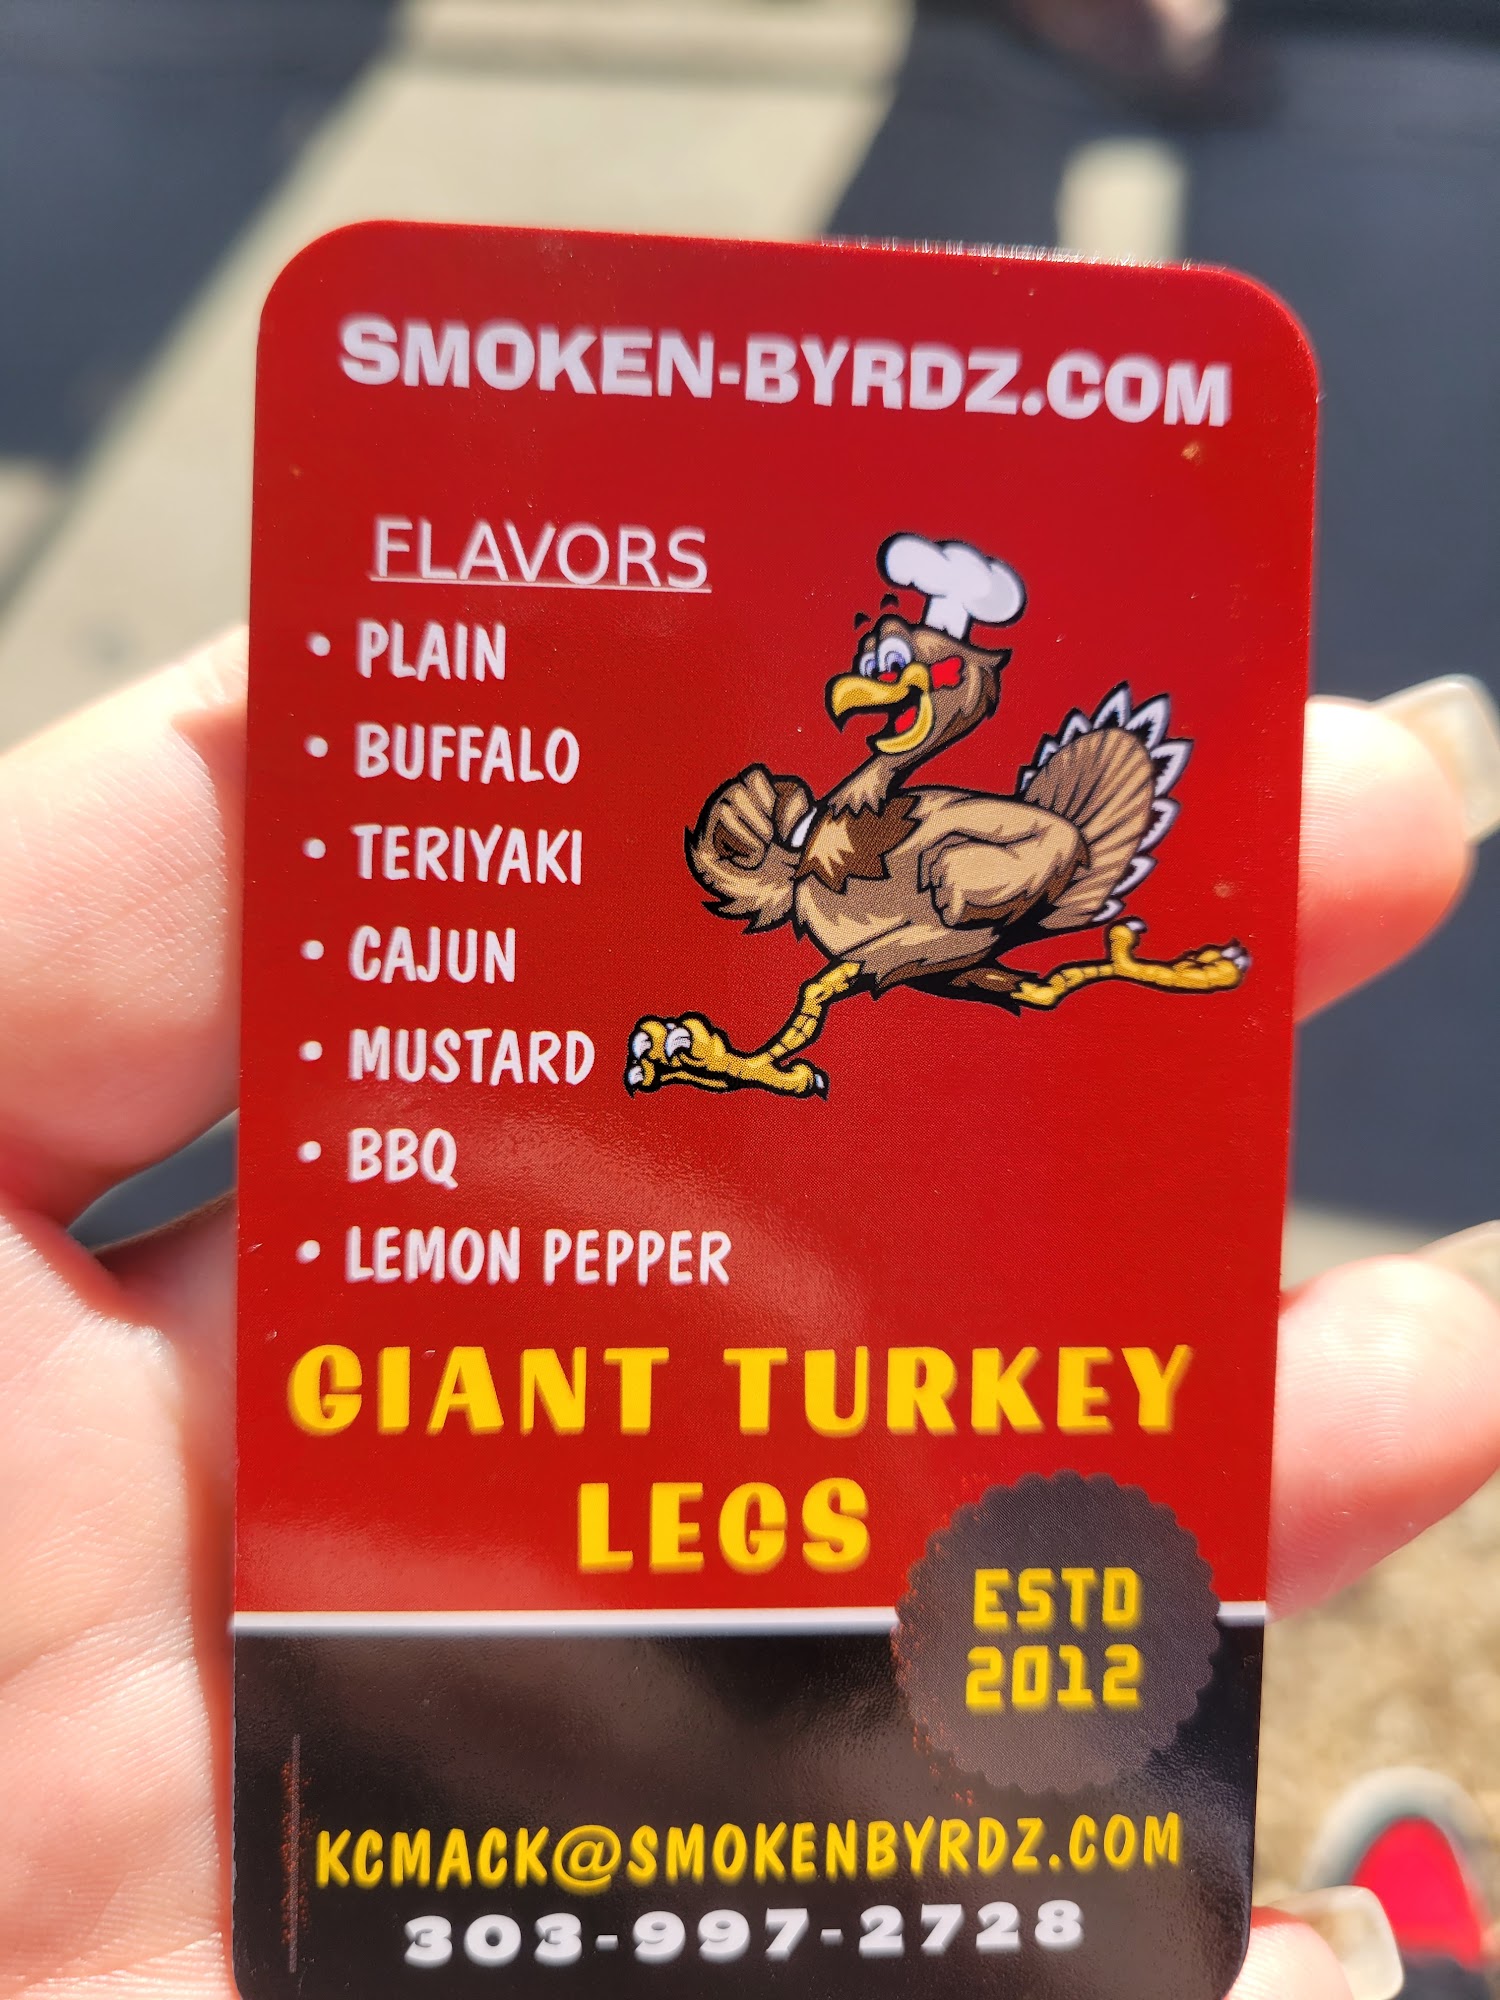 SMOKEN-BYRDZ.COM
FLAVORS
• PLAIN
• BUFFALO
• TERIYAKI
• CAJUN
• MUSTARD
• BBQ
• LEMON PEPPER
GIANT TURKEY
LEGS
ESTD
2012
KCMACK@SMOKENBYRDZ.COM
303-997-2728